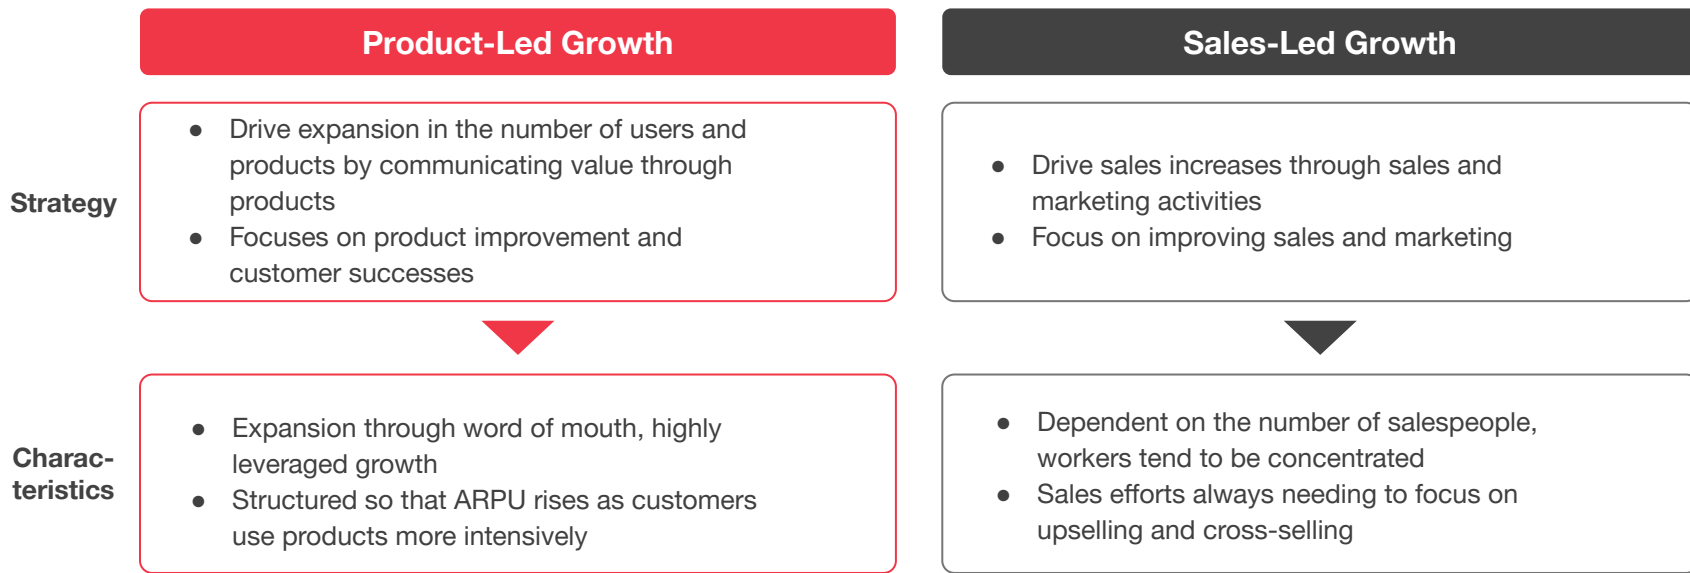 Product-Led Growth
Sales-Led Growth
Strategy
● Drive expansion in the number of users and
products by communicating value through
products
● Focuses on product improvement and
customer successes
● Drive sales increases through sales and
marketing activities
● Focus on improving sales and marketing
Charac-
teristics
● Expansion through word of mouth, highly
leveraged growth
● Structured so that ARPU rises as customers
use products more intensively
● Dependent on the number of salespeople,
workers tend to be concentrated
● Sales efforts always needing to focus on
upselling and cross-selling